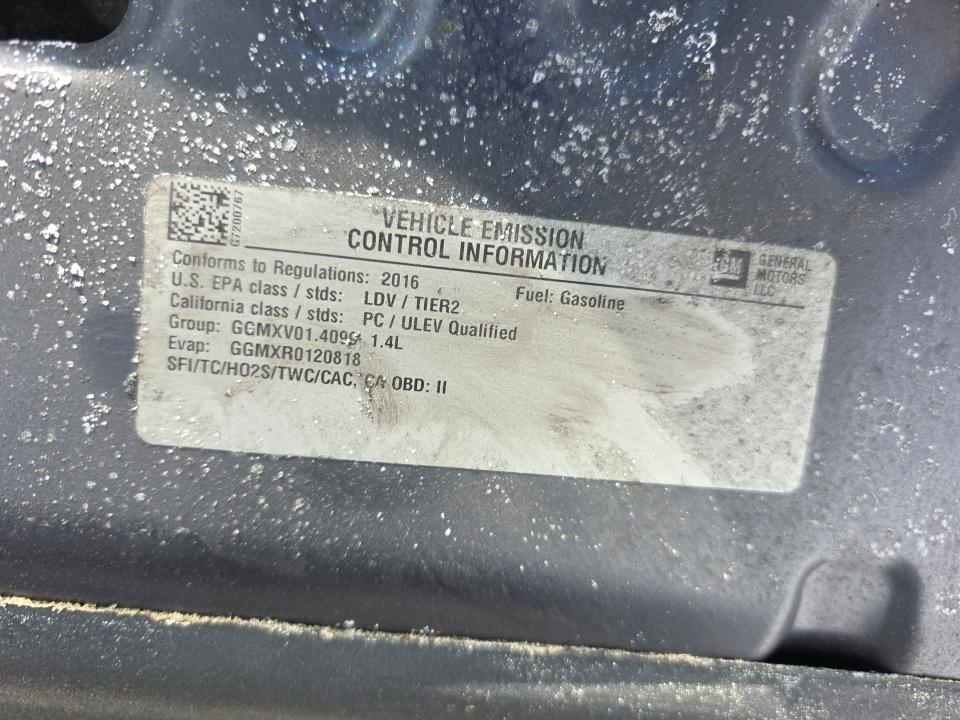 G7200767
VEHICLE EMISSION
CONTROL INFORMATION
GM GENERAL
MOTORS
LLC
Conforms to Regulations: 2016
Fuel: Gasoline
U.S. EPA class / stds: LDV / TIER2
California class / stds: PC / ULEV Qualified
Group: 1.4L
Evap: GGMXR0120818
SFI/TC/HO2S/TWC/CAC, CA OBD: II